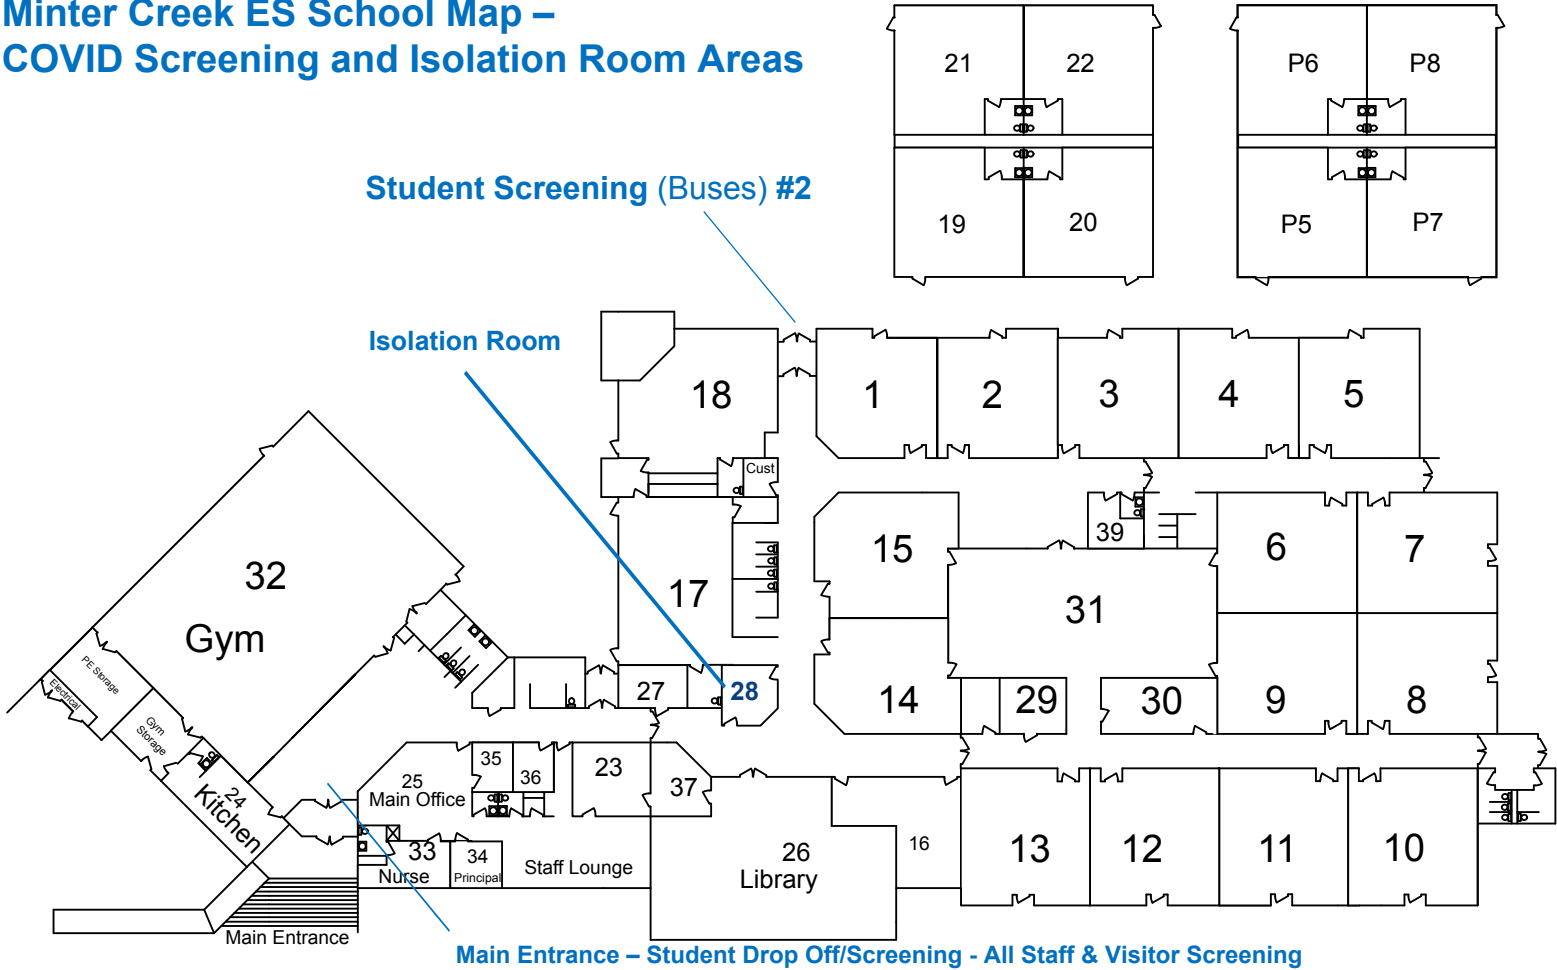 Minter Creek ES School Map –
COVID Screening and Isolation Room Areas
21
22
P6
P8
19
20
P5
P7
Student Screening (Buses) #2
Isolation Room
18
1
2
3
4
5
Cust
15
39
6
7
32
Gym
17
31
PE Storage
Electrical
Gym
Storage
27
28
14
29
30
9
8
24
Kitchen
25
Main Office
35
36
23
37
33
Nurse
34
Principal
Staff Lounge
26
Library
16
13
12
11
10
Main Entrance
Main Entrance – Student Drop Off/Screening - All Staff & Visitor Screening